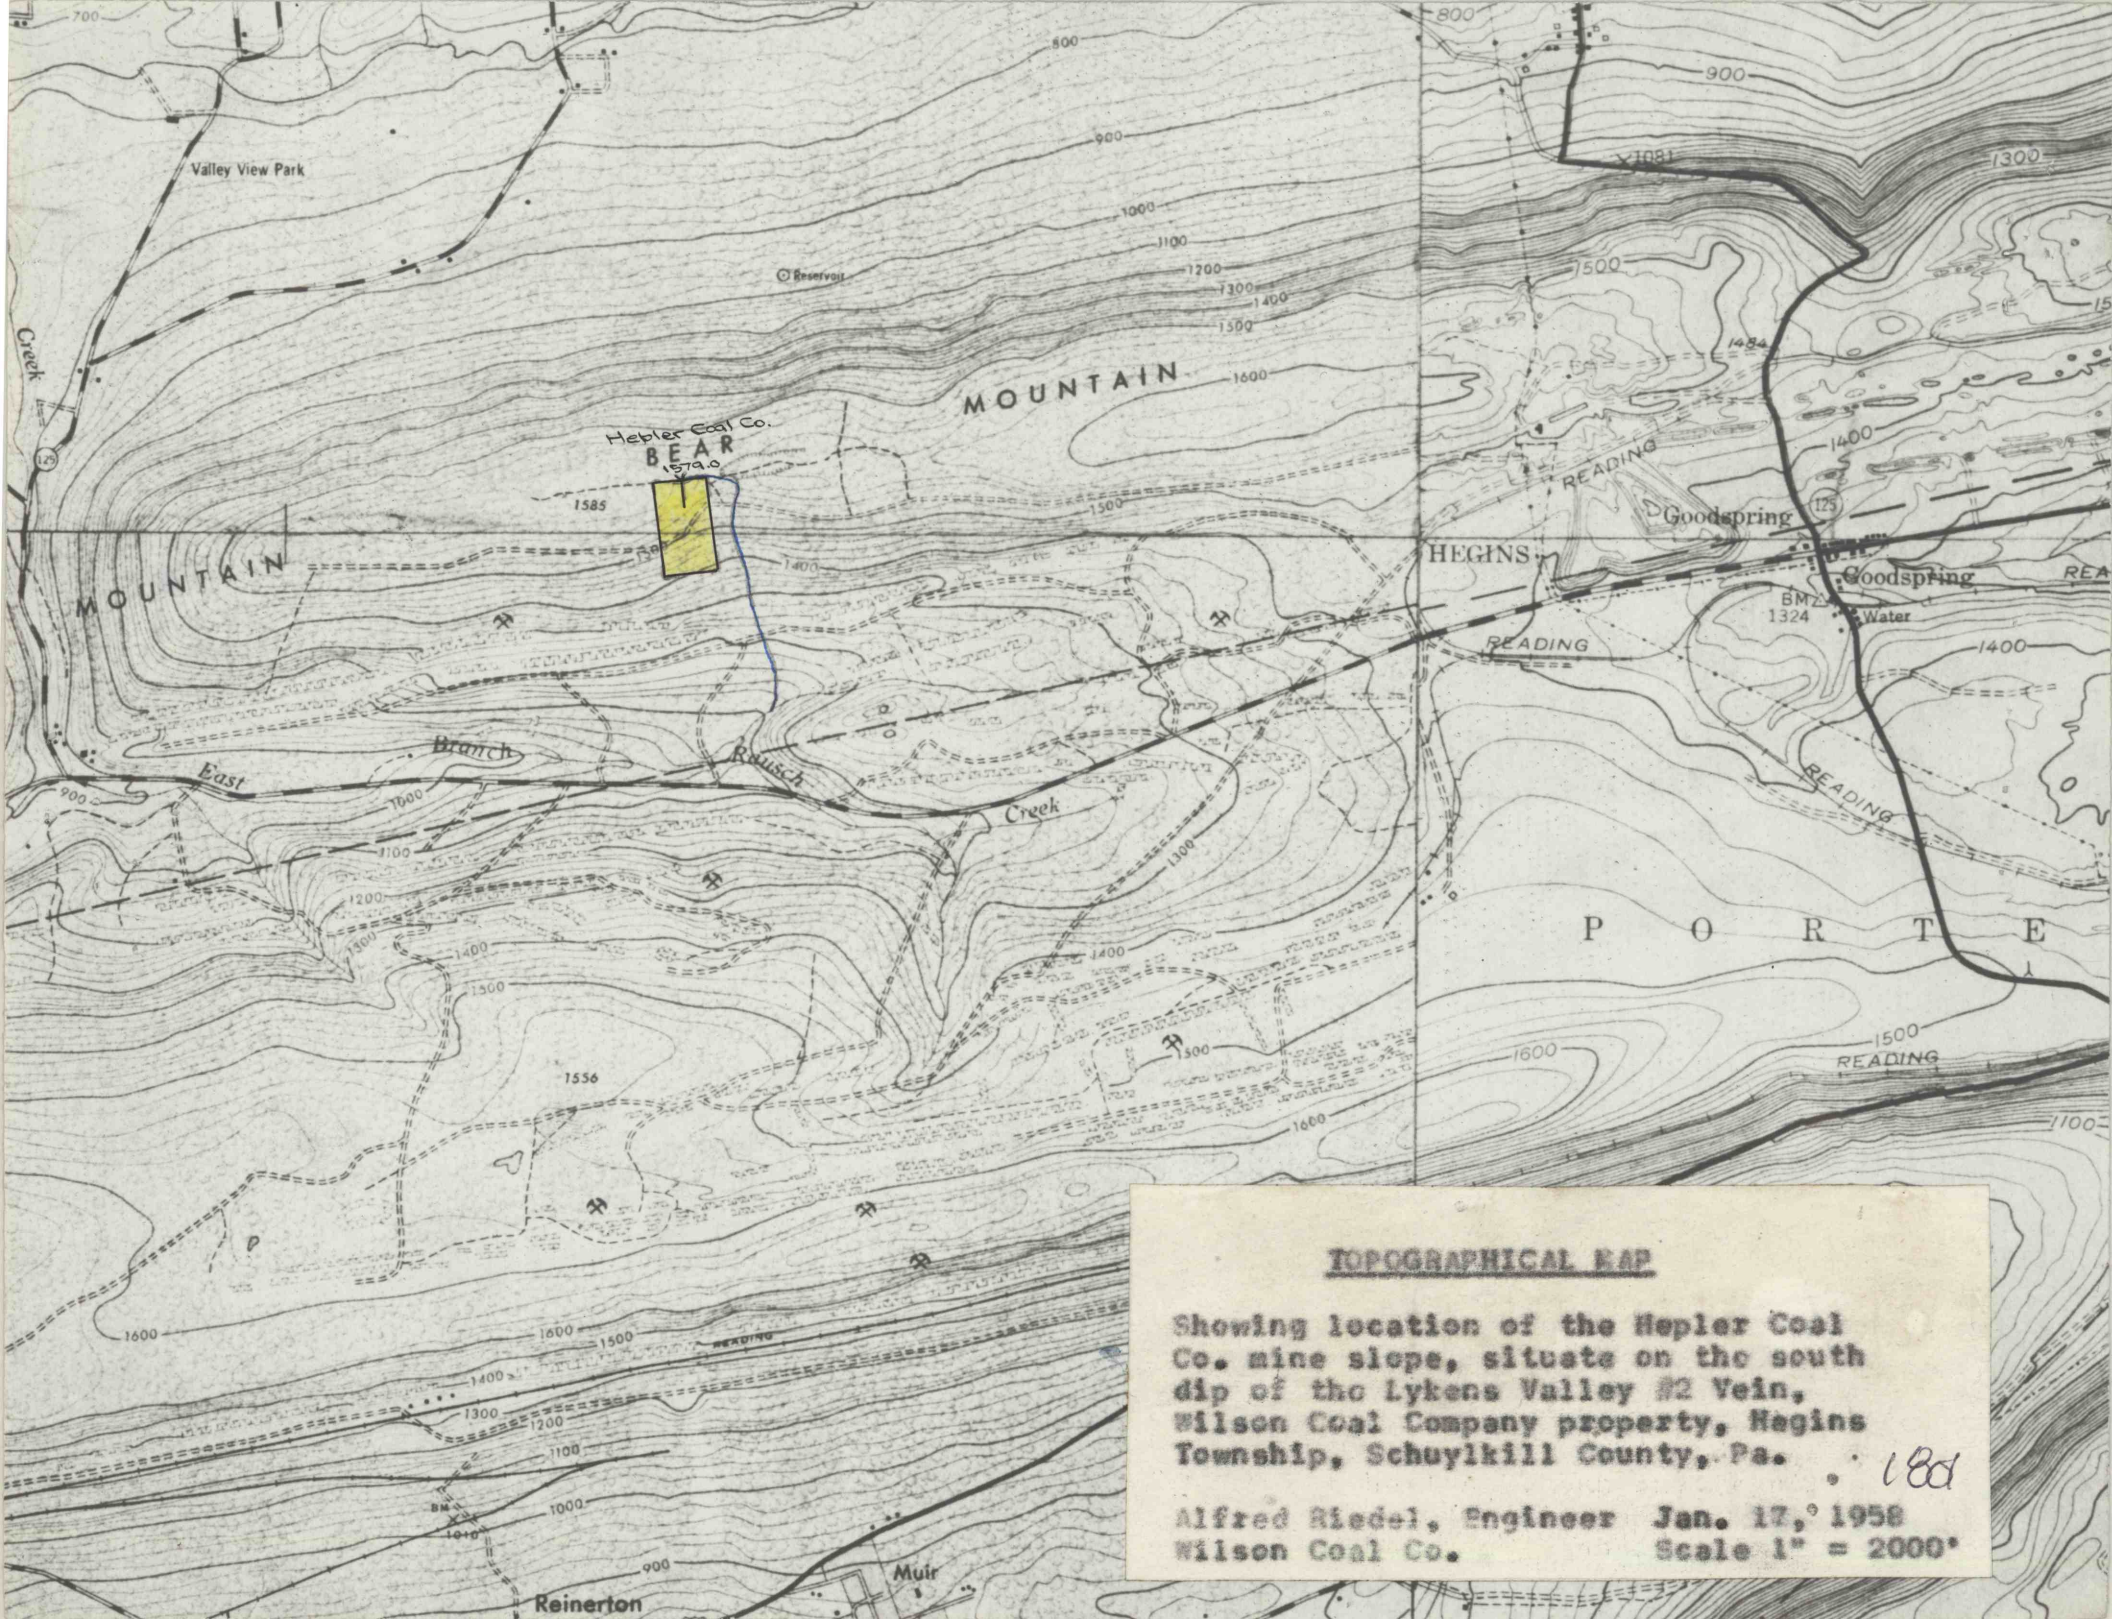 700
800
800
900
Valley View Park
900
1081
1300
1000
1100
Reservoir
1200
1300
1400
1500
1500
Creek
1484
MOUNTAIN
1600
Hepler Coal Co.
BEAR
1579.0
125
1400
READING
1585
1500
125
Goodspring
HEGINS
MOUNTAIN
1400
Goodspring
REA
BM
1324
Water
READING
1400
Branch
Rausch
East
900
1000
Creek
READING
1100
1300
1200
PORTE
1300
1400
1400
1500
1500
1500
READING
1600
1556
1600
1100
1600
1600
1500
READING
1400
1300
1200
1100
1000
BM
1010
900
Muir
Reinerton
TOPOGRAPHICAL MAP
Showing location of the Hepler Coal
Co. mine slope, situate on the south
dip of the Lykens Valley #2 Vein,
Wilson Coal Company property, Hegins
Township, Schuylkill County, Pa.
Alfred Riedel, Engineer Jan. 17, 1958
Wilson Coal Co. Scale 1" = 2000'